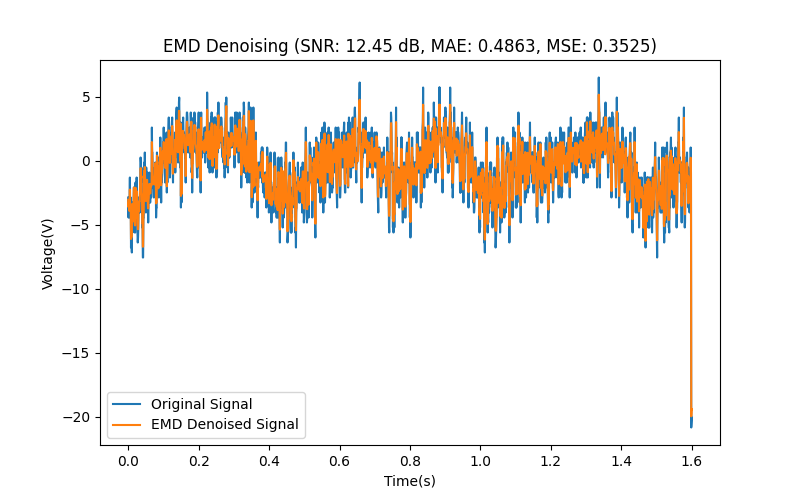 EMD Denoising (SNR: 12.45 dB, MAE: 0.4863, MSE: 0.3525)
Voltage(V)
5
0
−5
−10
−15
−20
Original Signal
EMD Denoised Signal
0.0 0.2 0.4 0.6 0.8 1.0 1.2 1.4 1.6
Time(s)